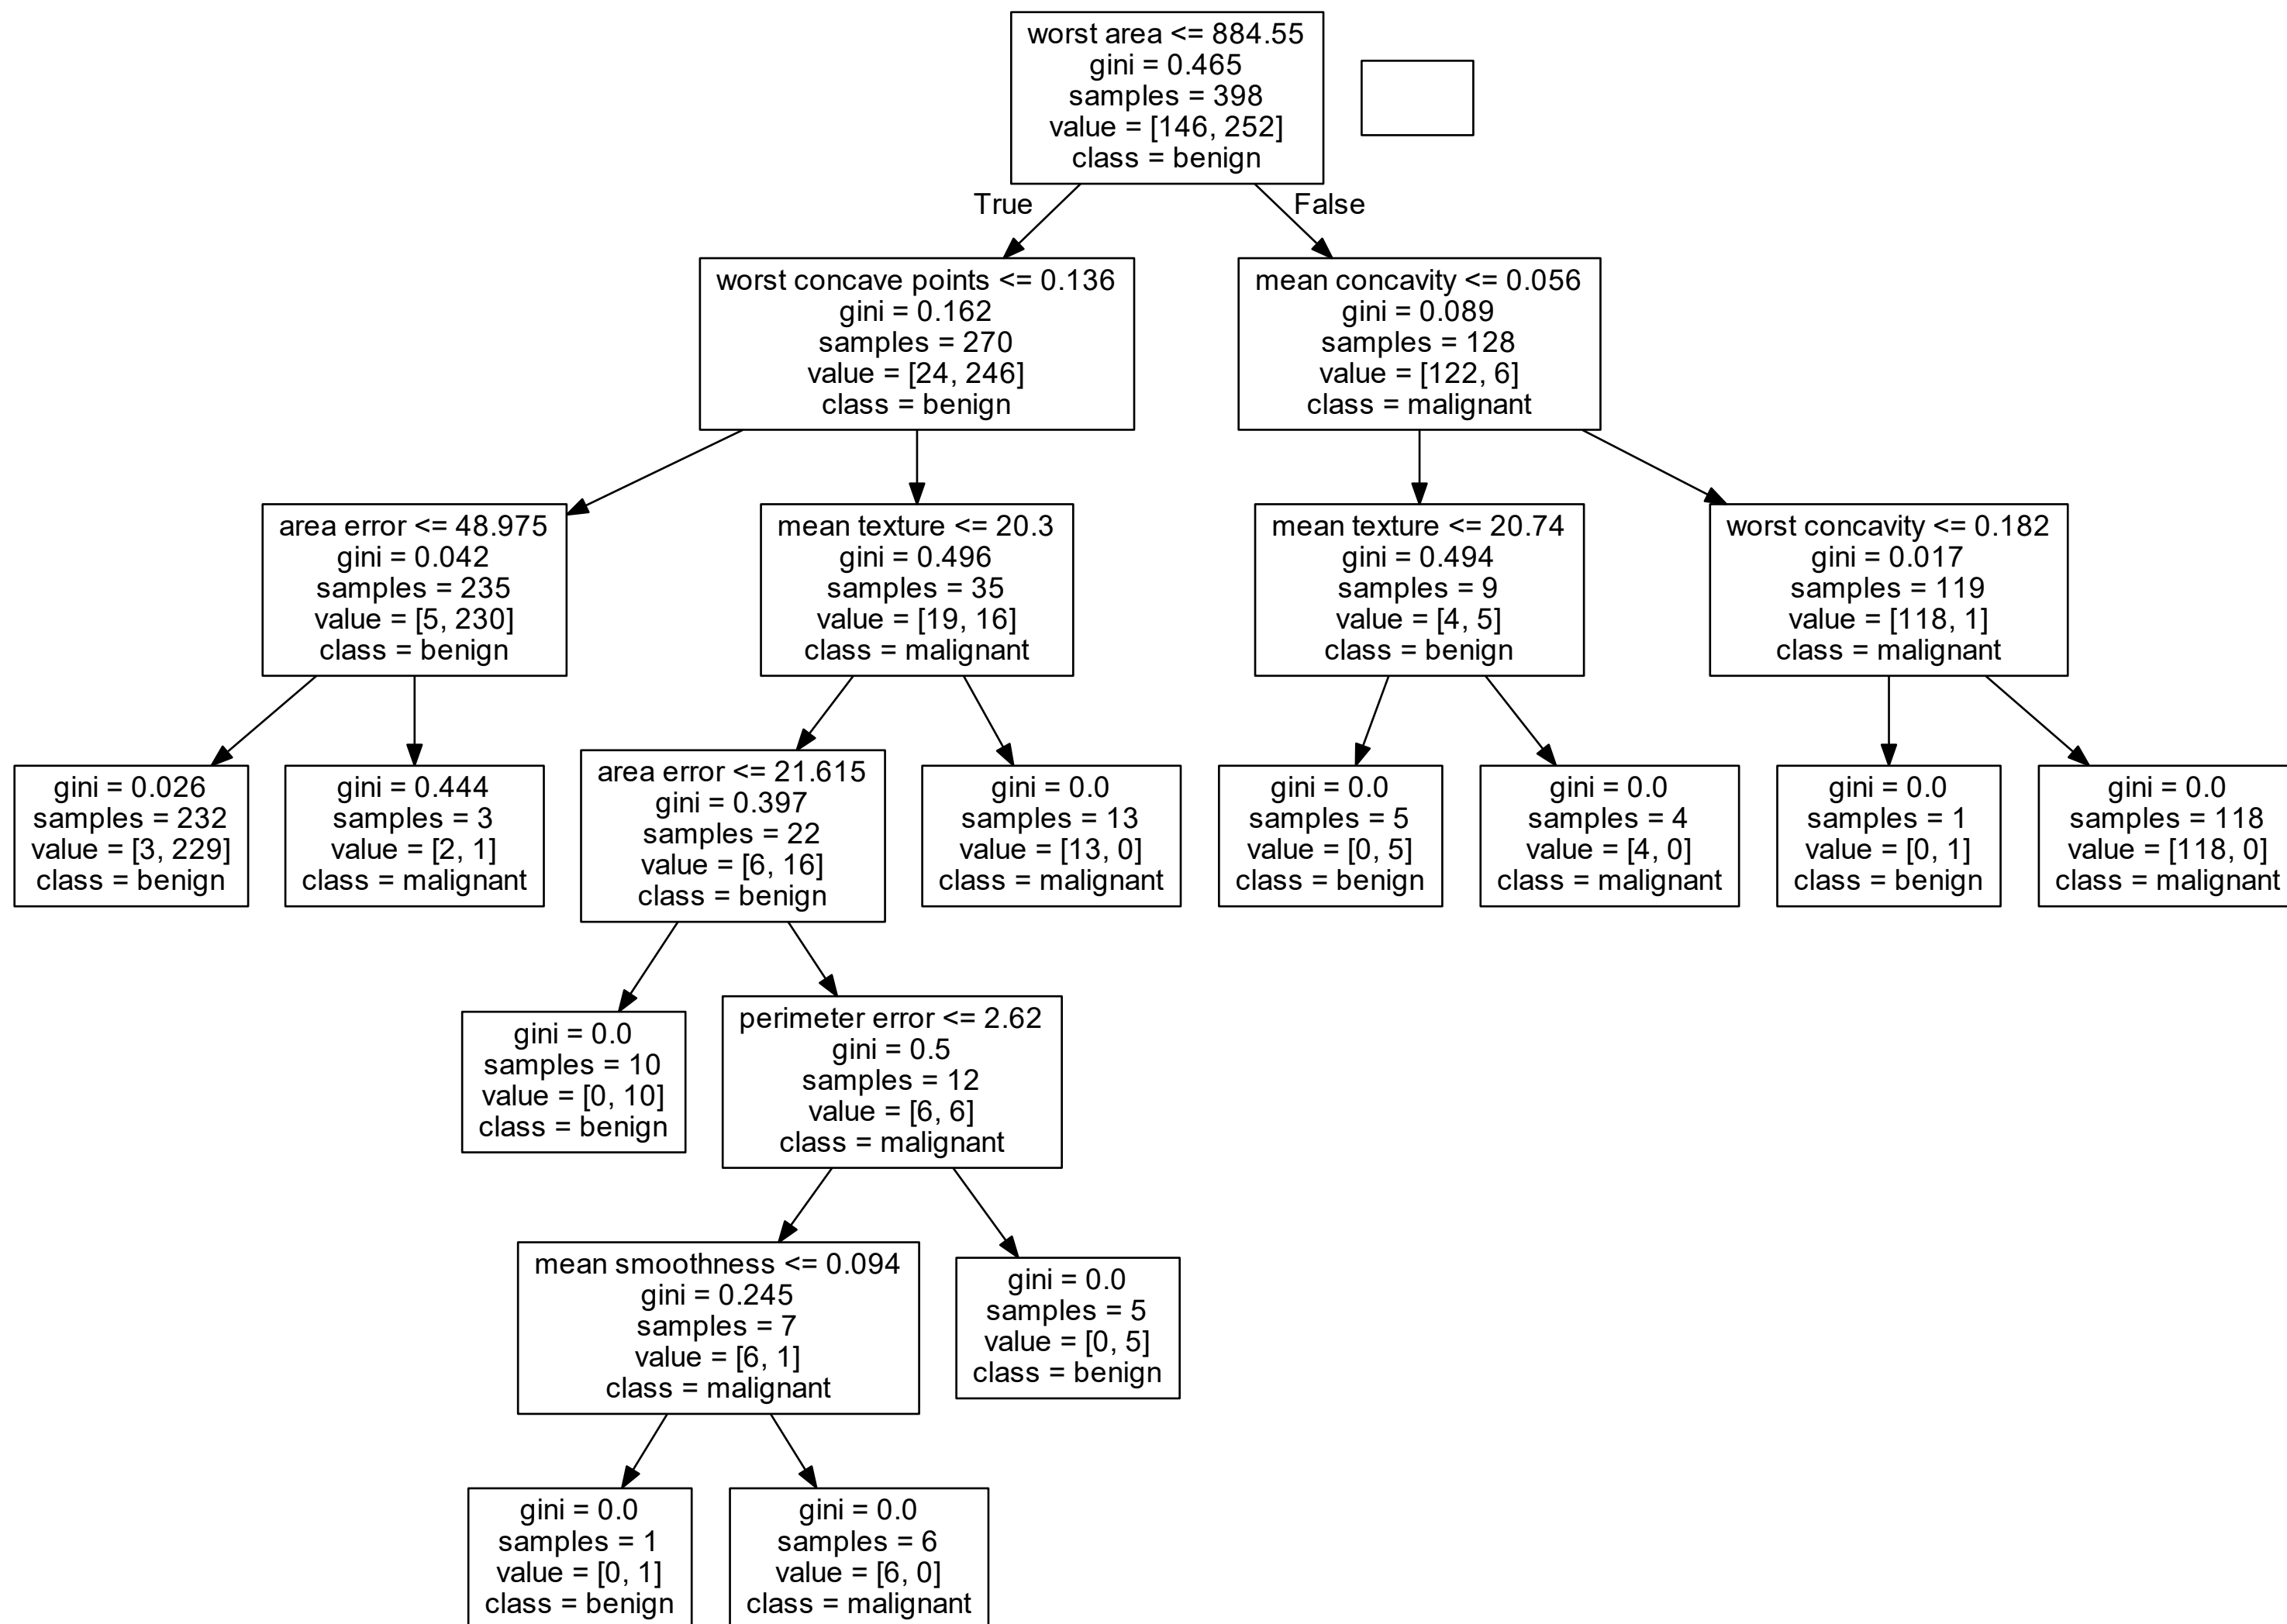 worst area <= 884.55
gini = 0.465
samples = 398
value = [146, 252]
class = benign
True
False
worst concave points <= 0.136
gini = 0.162
samples = 270
value = [24, 246]
class = benign
mean concavity <= 0.056
gini = 0.089
samples = 128
value = [122, 6]
class = malignant
area error <= 48.975
gini = 0.042
samples = 235
value = [5, 230]
class = benign
mean texture <= 20.3
gini = 0.496
samples = 35
value = [19, 16]
class = malignant
mean texture <= 20.74
gini = 0.494
samples = 9
value = [4, 5]
class = benign
worst concavity <= 0.182
gini = 0.017
samples = 119
value = [118, 1]
class = malignant
gini = 0.026
samples = 232
value = [3, 229]
class = benign
gini = 0.444
samples = 3
value = [2, 1]
class = malignant
area error <= 21.615
gini = 0.397
samples = 22
value = [6, 16]
class = benign
gini = 0.0
samples = 13
value = [13, 0]
class = malignant
gini = 0.0
samples = 5
value = [0, 5]
class = benign
gini = 0.0
samples = 4
value = [4, 0]
class = malignant
gini = 0.0
samples = 1
value = [0, 1]
class = benign
gini = 0.0
samples = 118
value = [118, 0]
class = malignant
gini = 0.0
samples = 10
value = [0, 10]
class = benign
perimeter error <= 2.62
gini = 0.5
samples = 12
value = [6, 6]
class = malignant
mean smoothness <= 0.094
gini = 0.245
samples = 7
value = [6, 1]
class = malignant
gini = 0.0
samples = 5
value = [0, 5]
class = benign
gini = 0.0
samples = 1
value = [0, 1]
class = benign
gini = 0.0
samples = 6
value = [6, 0]
class = malignant